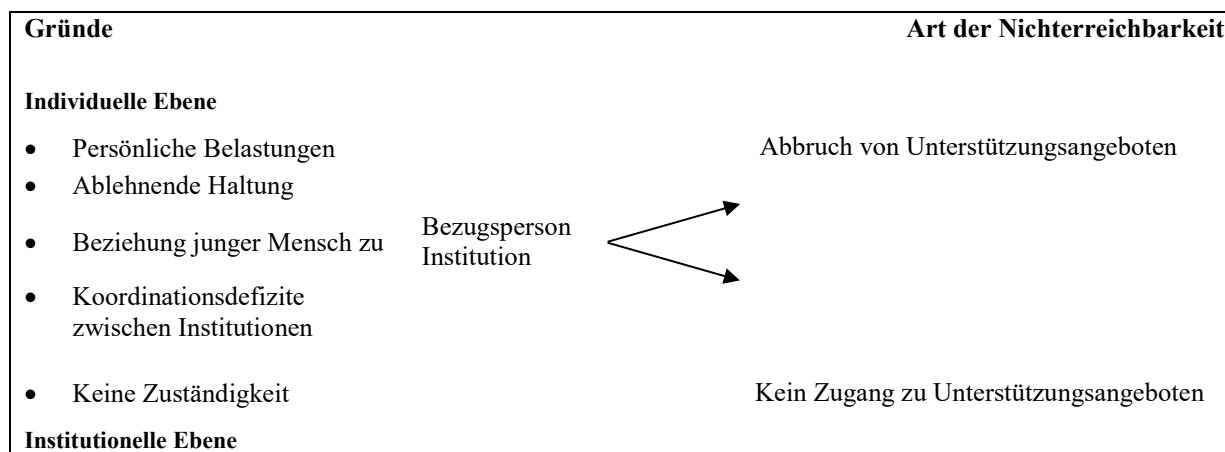 Gründe Art der Nichterreichbarkeit
Individuelle Ebene
• Persönliche Belastungen Abbruch von Unterstützungsangeboten
• Ablehnende Haltung
• Beziehung junger Mensch zu Bezugsperson
Institution
• Koordinationsdefizite
zwischen Institutionen
• Keine Zuständigkeit Kein Zugang zu Unterstützungsangeboten
Institutionelle Ebene